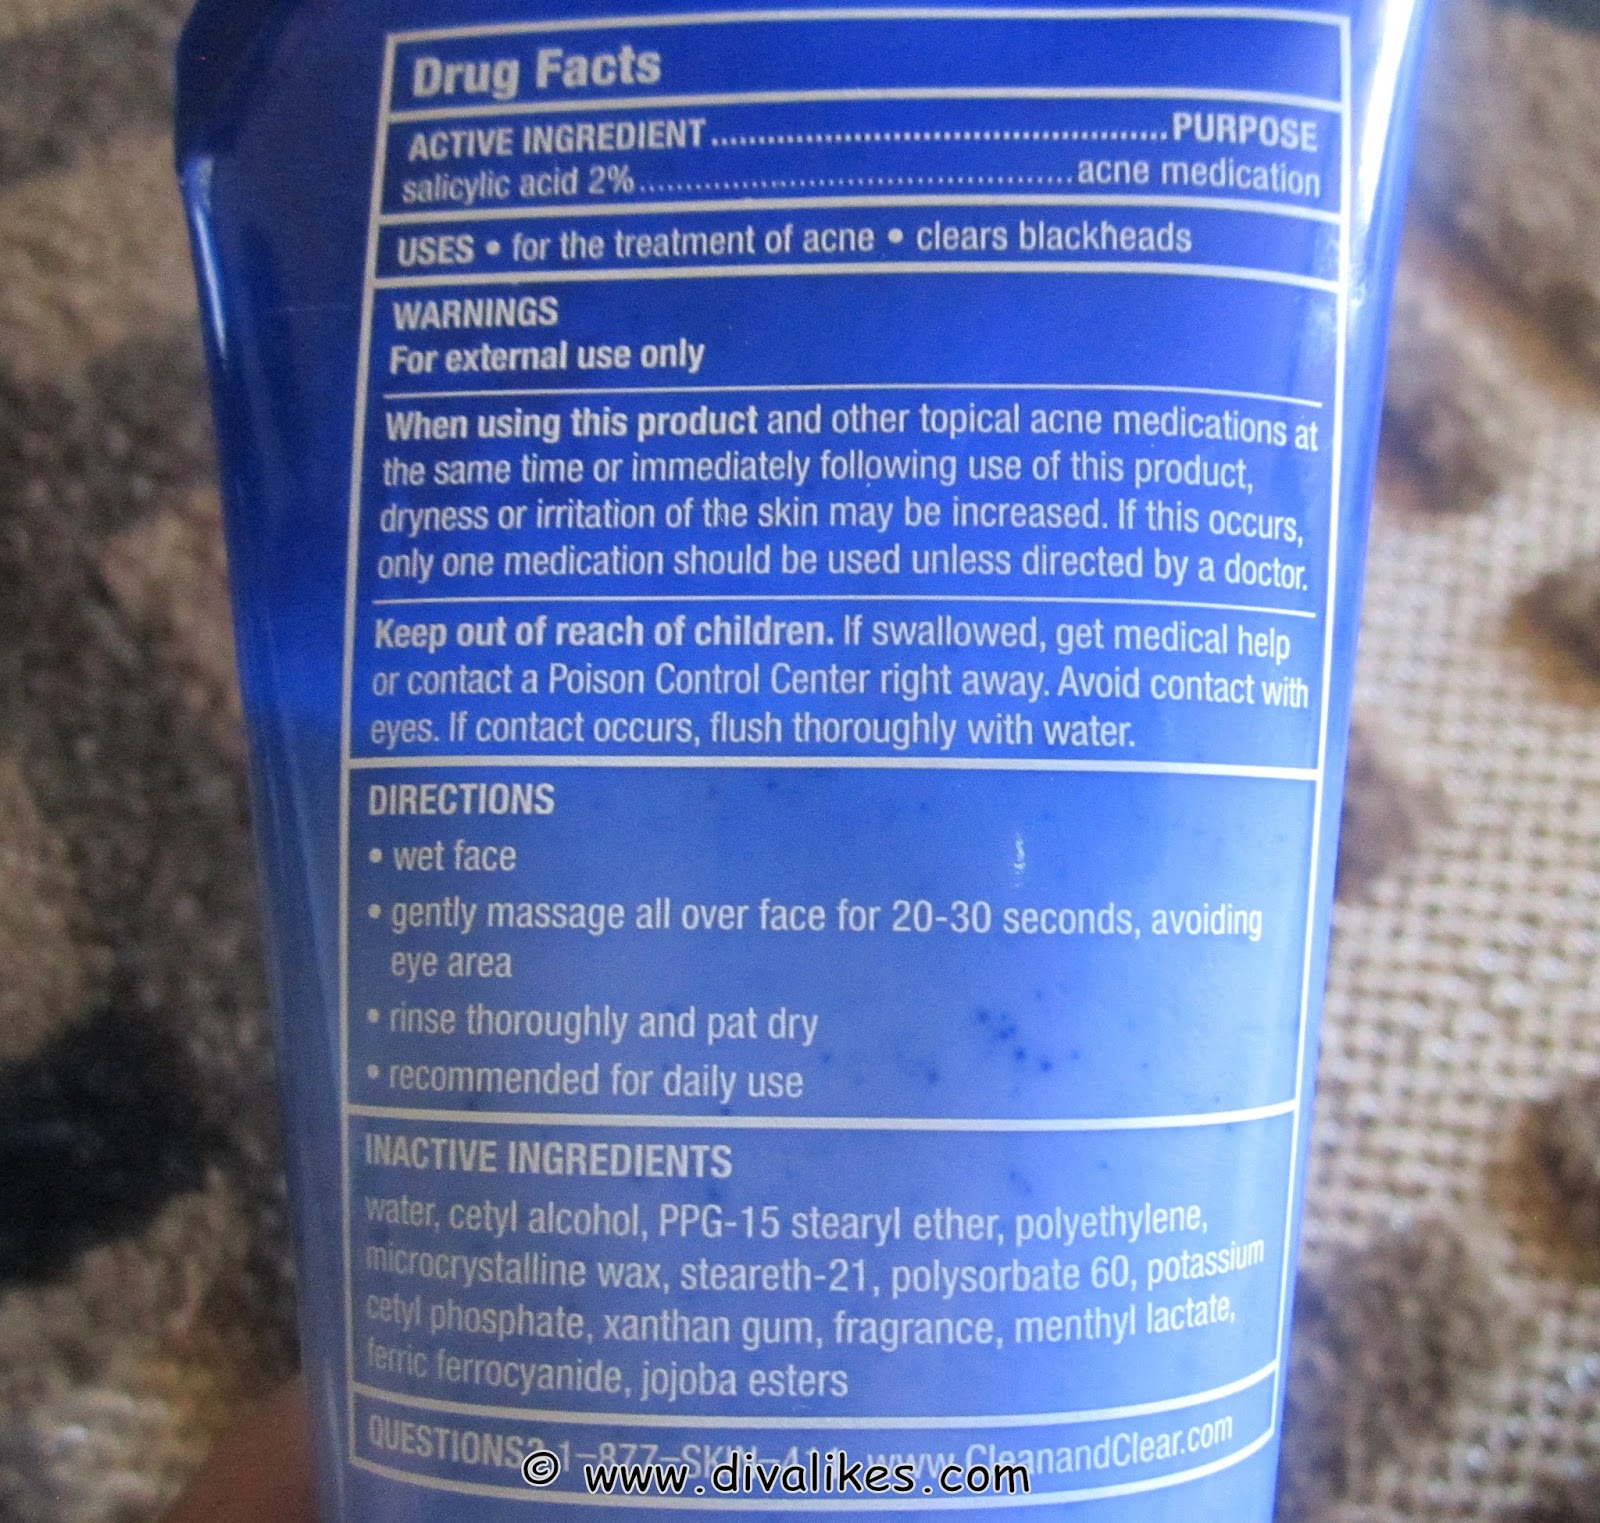 Drug Facts
ACTIVE INGREDIENT................................................PURPOSE
salicylic acid 2%................................................acne medication
USES • for the treatment of acne • clears blackheads
WARNINGS
For external use only
When using this product and other topical acne medications at
the same time or immediately following use of this product,
dryness or irritation of the skin may be increased. If this occurs,
only one medication should be used unless directed by a doctor.
Keep out of reach of children. If swallowed, get medical help
or contact a Poison Control Center right away. Avoid contact with
eyes. If contact occurs, flush thoroughly with water.
DIRECTIONS
• wet face
• gently massage all over face for 20-30 seconds, avoiding
eye area
• rinse thoroughly and pat dry
• recommended for daily use
INACTIVE INGREDIENTS
water, cetyl alcohol, PPG-15 stearyl ether, polyethylene,
microcrystalline wax, steareth-21, polysorbate 60, potassium
cetyl phosphate, xanthan gum, fragrance, menthyl lactate,
ferric ferrocyanide, jojoba esters
QUESTIONS? www.CleanandClear.com
© www.divalikes.com